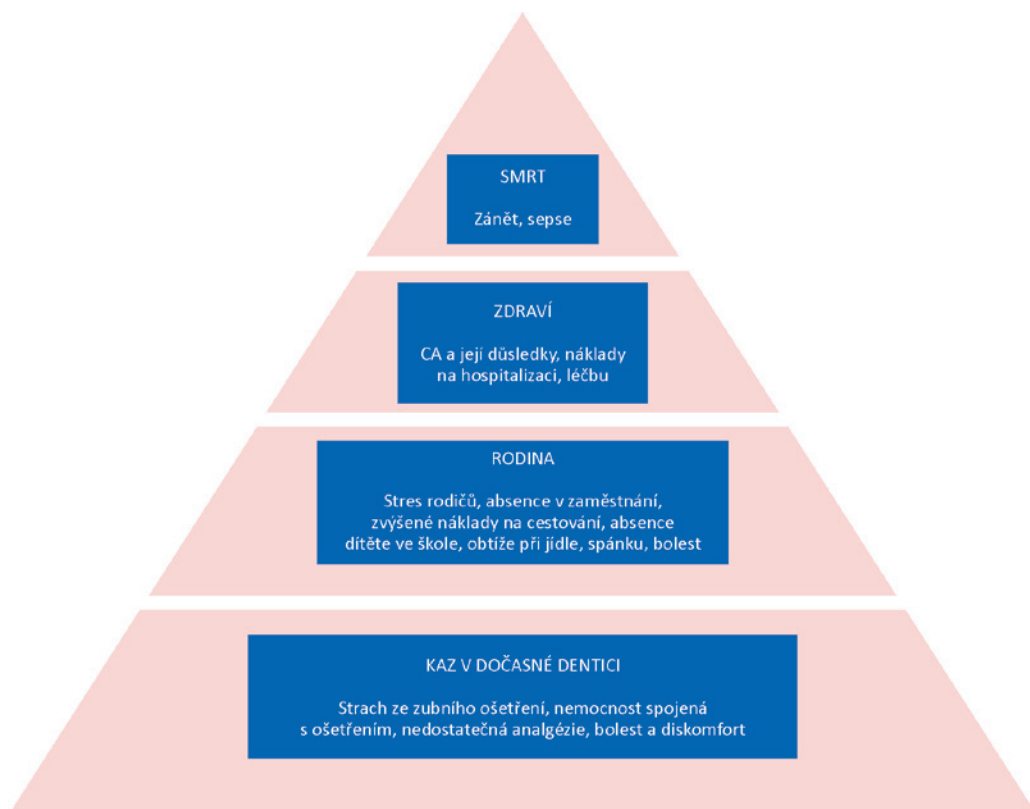 SMRT
Zánět, sepse
ZDRAVÍ
CA a její důsledky, náklady
na hospitalizaci, léčbu
RODINA
Stres rodičů, absence v zaměstnání,
zvýšené náklady na cestování, absence
dítěte ve škole, obtíže při jídle, spánku, bolest
KAZ V DOČASNÉ DENTICI
Strach ze zubního ošetření, nemocnost spojená
s ošetřením, nedostatečná analgézie, bolest a diskomfort